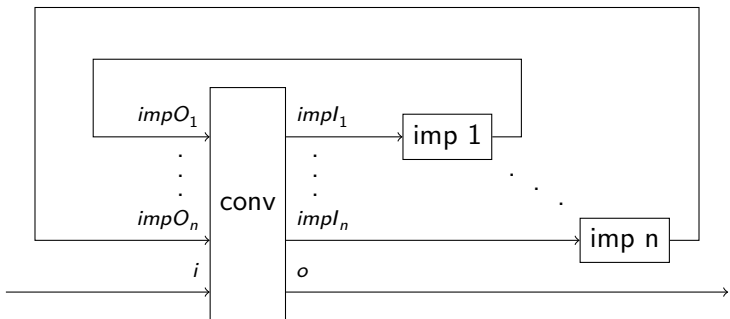 impO₁ impI₁ imp 1
conv
impOₙ impIₙ imp n
i o